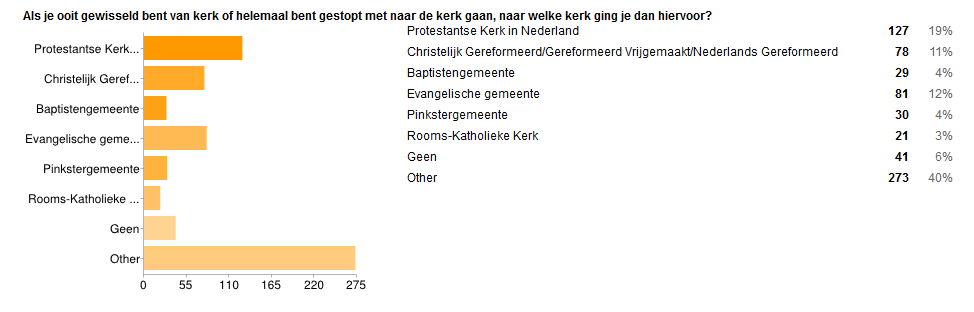 Als je ooit gewisseld bent van kerk of helemaal bent gestopt met naar de kerk gaan, naar welke kerk ging je dan hiervoor?
Protestantse Kerk...
Christelijk Geref...
Baptistengemeente
Evangelische geme...
Pinkstergemeente
Rooms-Katholieke ...
Geen
Other
0 55 110 165 220 275
Protestantse Kerk in Nederland 127 19%
Christelijk Gereformeerd/Gereformeerd Vrijgemaakt/Nederlands Gereformeerd 78 11%
Baptistengemeente 29 4%
Evangelische gemeente 81 12%
Pinkstergemeente 30 4%
Rooms-Katholieke Kerk 21 3%
Geen 41 6%
Other 273 40%